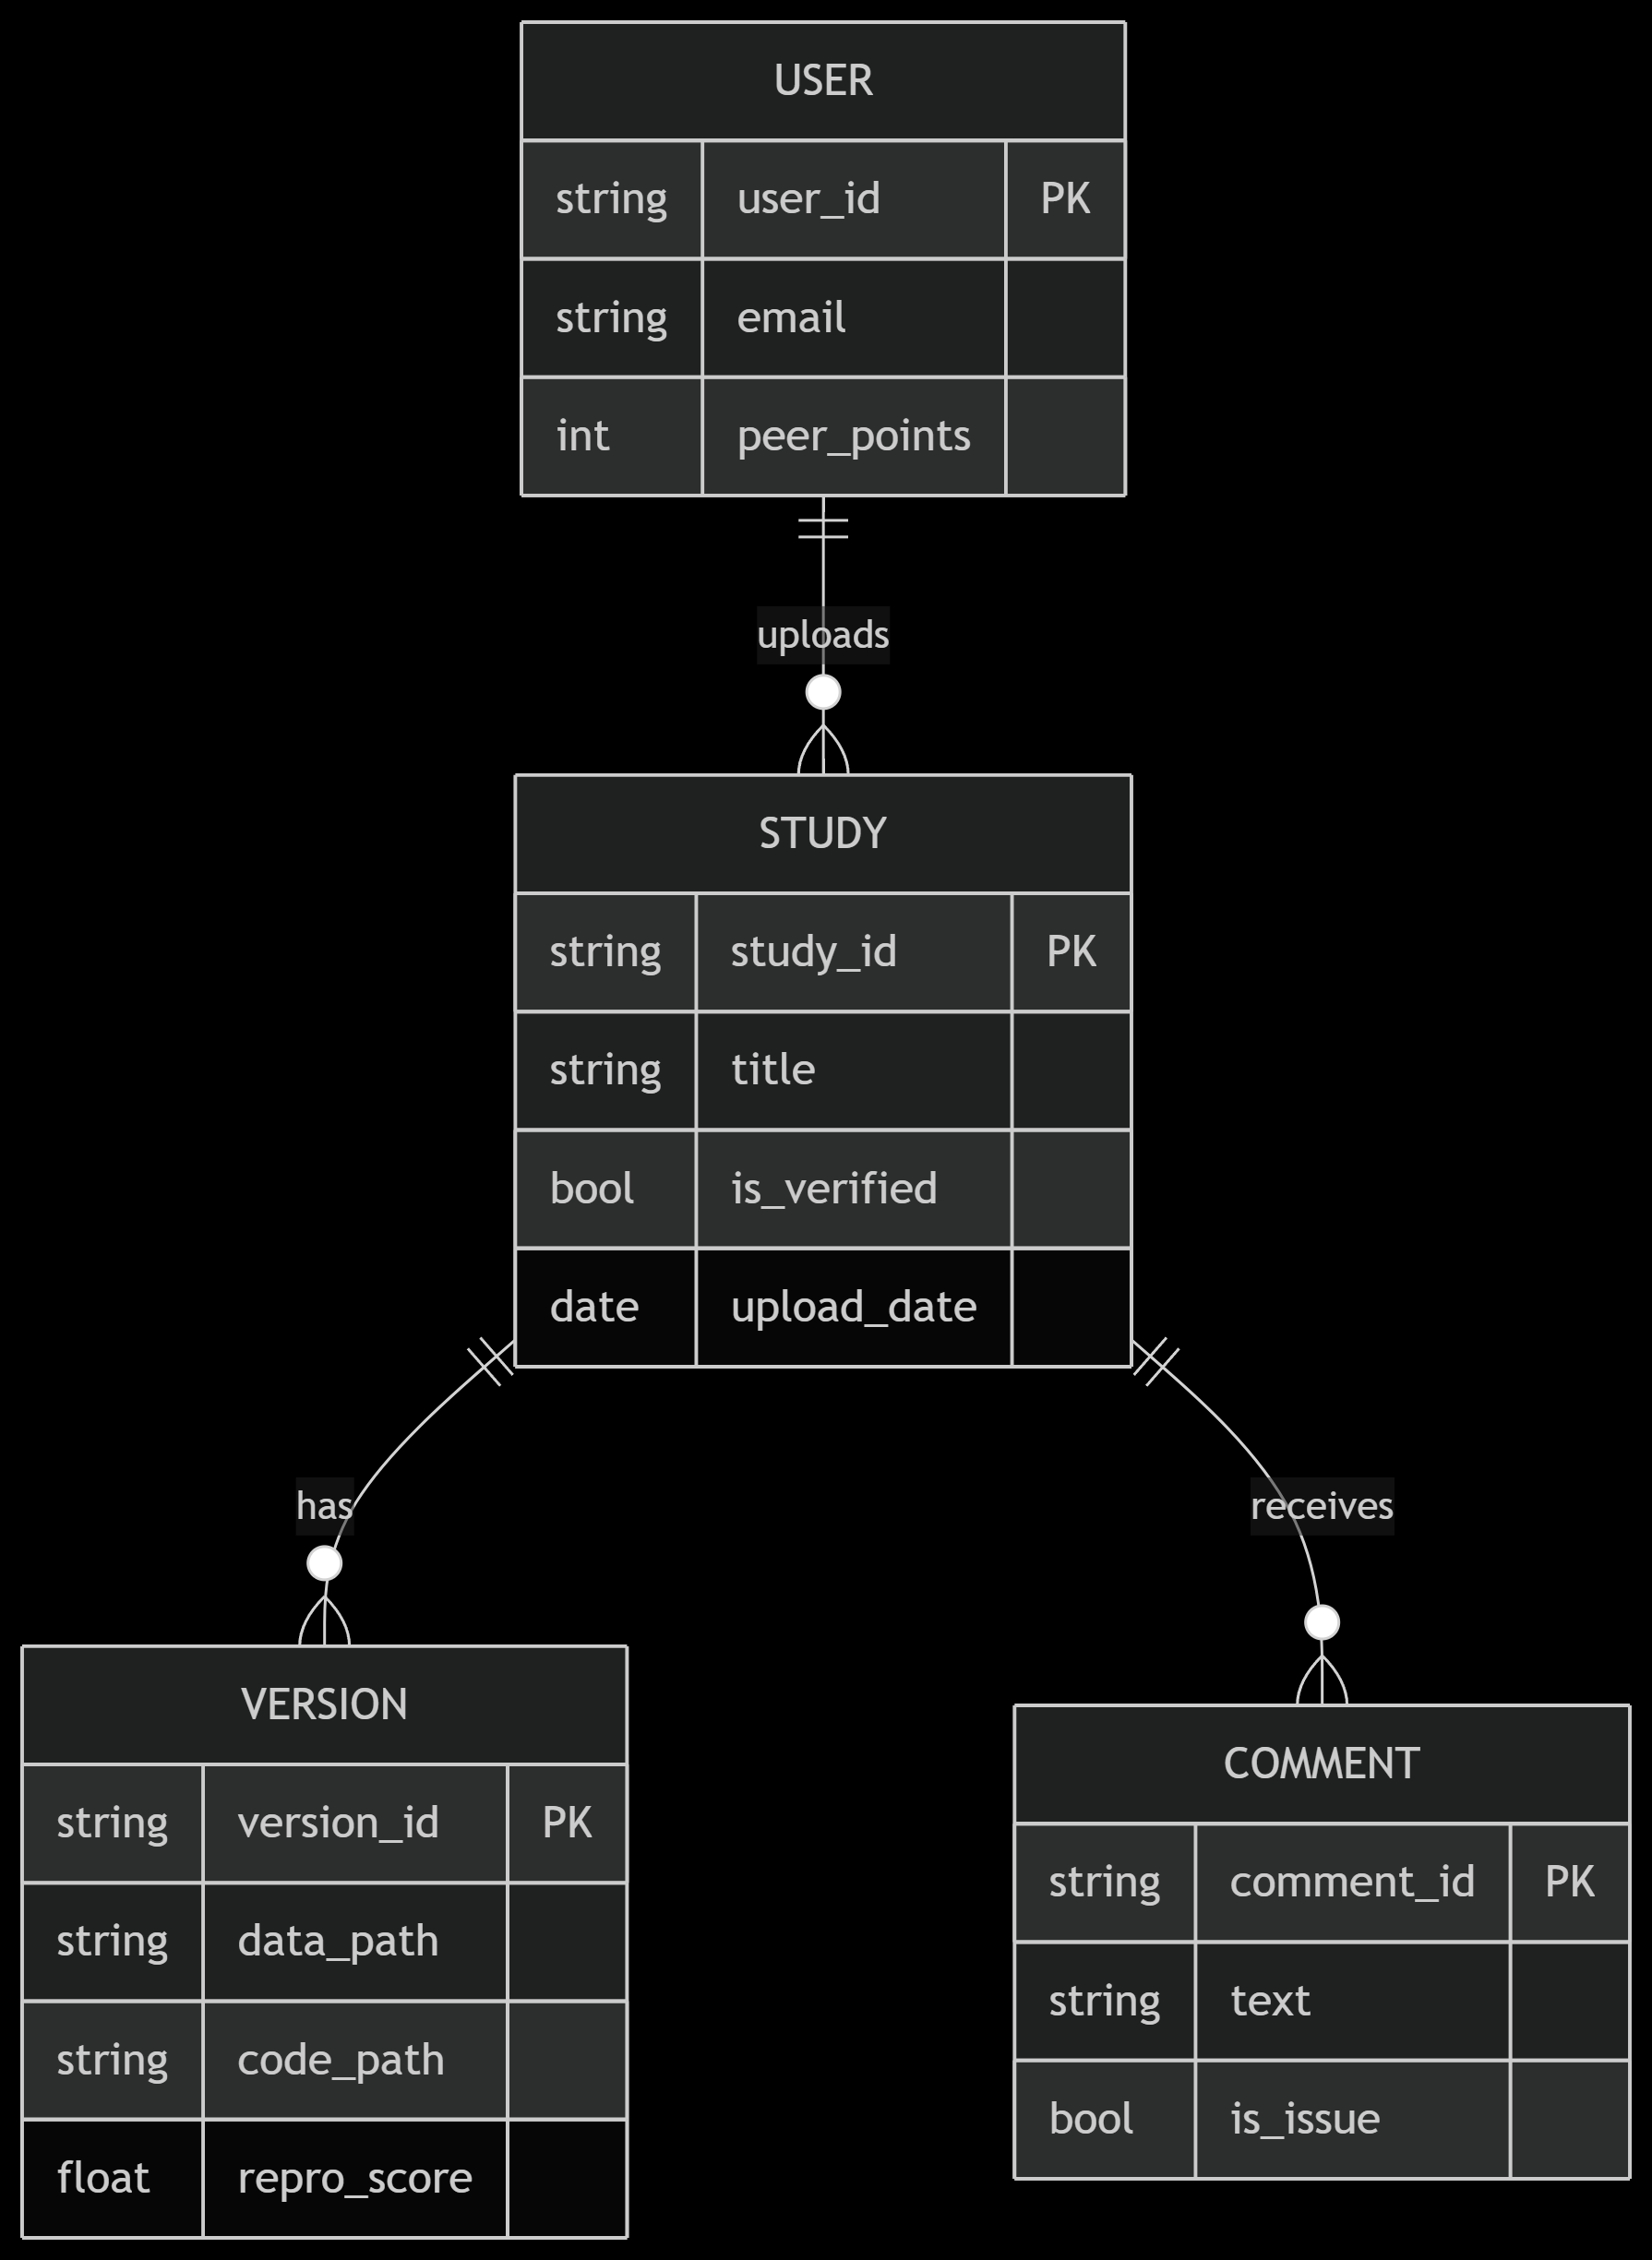 USER
string user_id PK
string email
int peer_points
uploads
STUDY
string study_id PK
string title
bool is_verified
date upload_date
has
receives
VERSION
string version_id PK
string data_path
string code_path
float repro_score
COMMENT
string comment_id PK
string text
bool is_issue